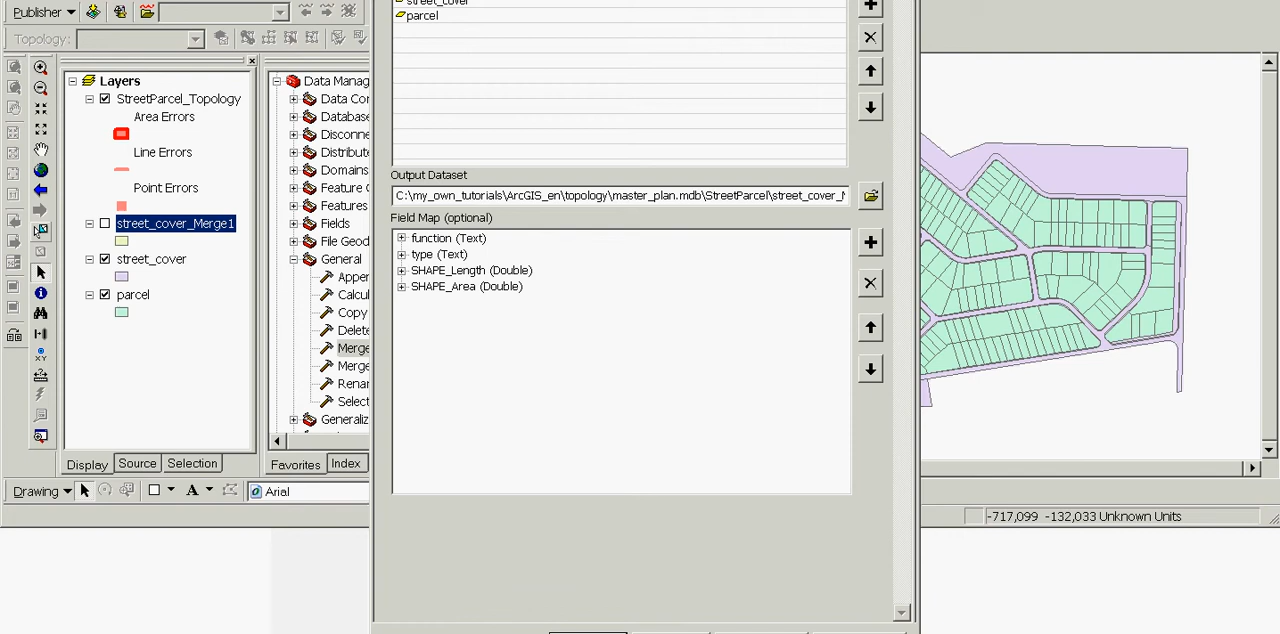 Publisher
street_cover
parcel
Topology:
Layers
StreetParcel_Topology
Area Errors
Line Errors
Point Errors
street_cover_Merge1
street_cover
parcel
Display
Source
Selection
Data Manag
Data Cor
Database
Disconne
Distribute
Domains
Feature C
Features
Fields
File Geod
General
Apper
Calcul
Copy
Delete
Merge
Merge
Renar
Select
Generaliz
Favorites
Index
Output Dataset
C:\my_own_tutorials\ArcGIS_en\topology\master_plan.mdb\StreetParcel\street_cover_M
Field Map (optional)
function (Text)
type (Text)
SHAPE_Length (Double)
SHAPE_Area (Double)
Drawing
A
Arial
-717,099 -132,033 Unknown Units